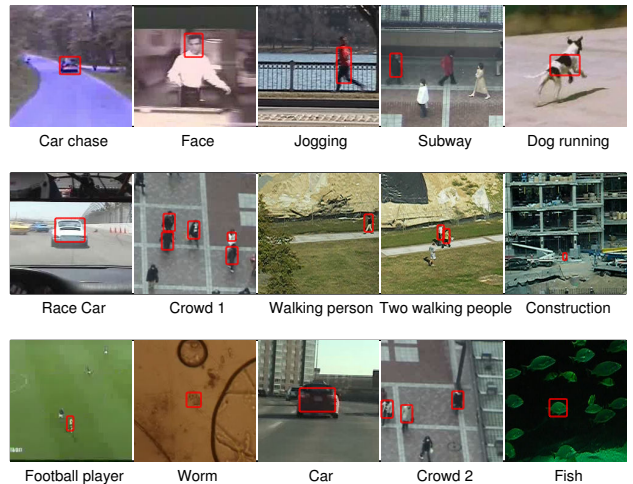 Car chase
Face
Jogging
Subway
Dog running
Race Car
Crowd 1
Walking person
Two walking people
Construction
Football player
Worm
Car
Crowd 2
Fish